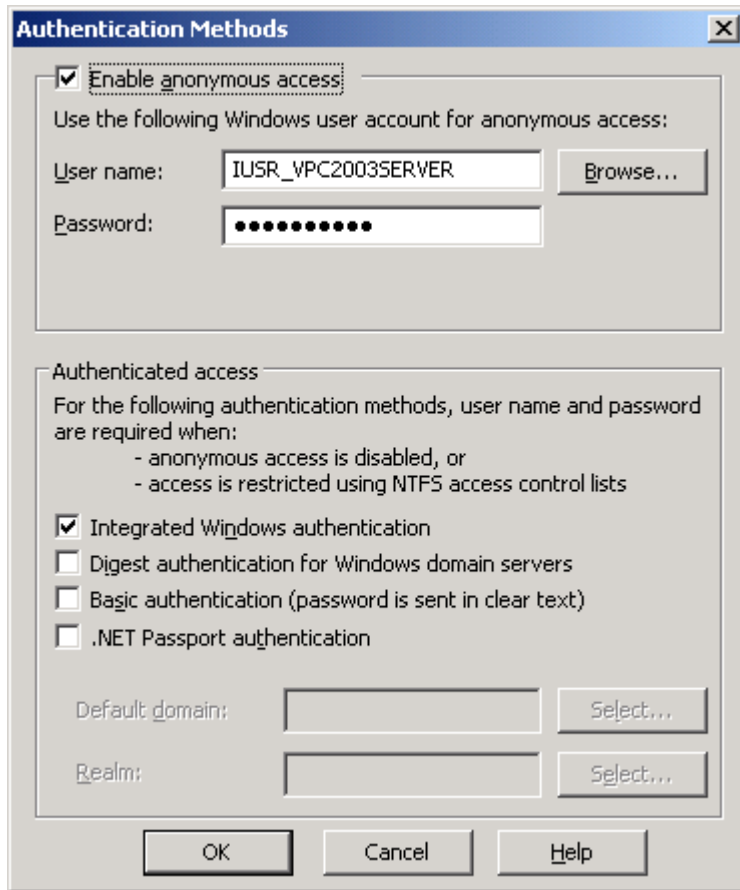 Authentication Methods
Enable anonymous access
Use the following Windows user account for anonymous access:
User name: IUSR_VPC2003SERVER Browse...
Password: ●●●●●●●●●●
Authenticated access
For the following authentication methods, user name and password
are required when:
- anonymous access is disabled, or
- access is restricted using NTFS access control lists
Integrated Windows authentication
Digest authentication for Windows domain servers
Basic authentication (password is sent in clear text)
.NET Passport authentication
Default domain: Select...
Realm: Select...
OK Cancel Help